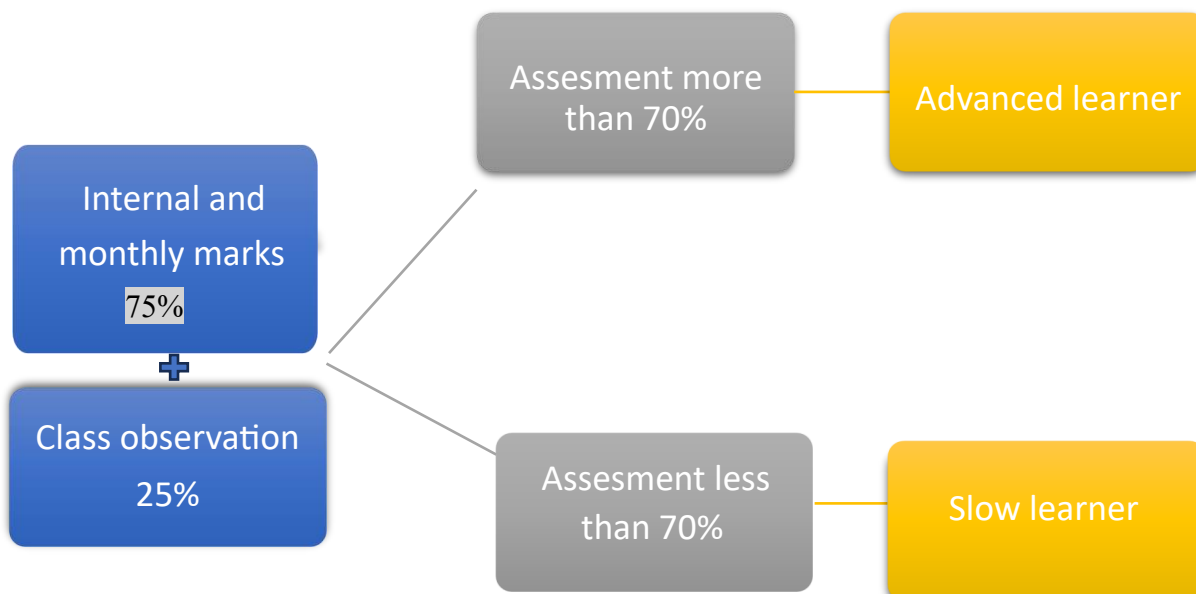 Internal and
monthly marks
75%
Class observation
25%
Assesment more
than 70%
Advanced learner
Assesment less
than 70%
Slow learner